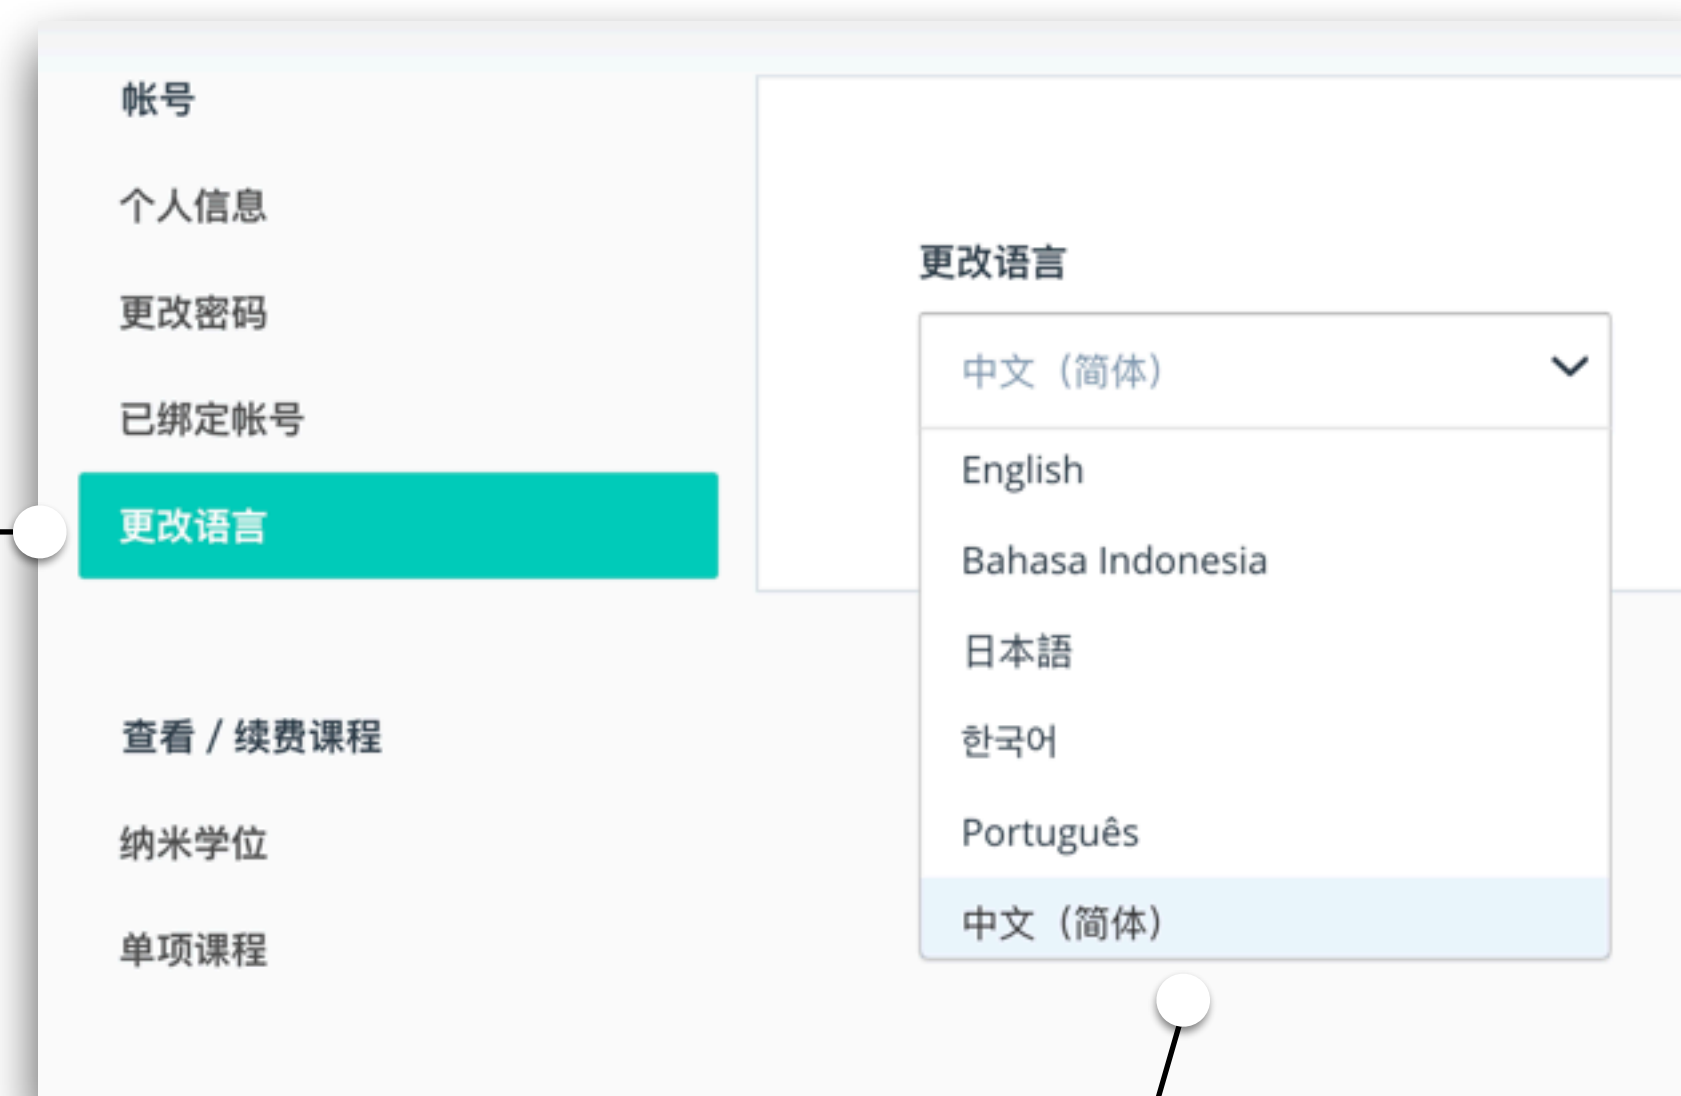 帐号
个人信息
更改密码
已绑定帐号
更改语言
查看 / 续费课程
纳米学位
单项课程
更改语言
中文（简体）
English
Bahasa Indonesia
日本語
한국어
Português
中文（简体）